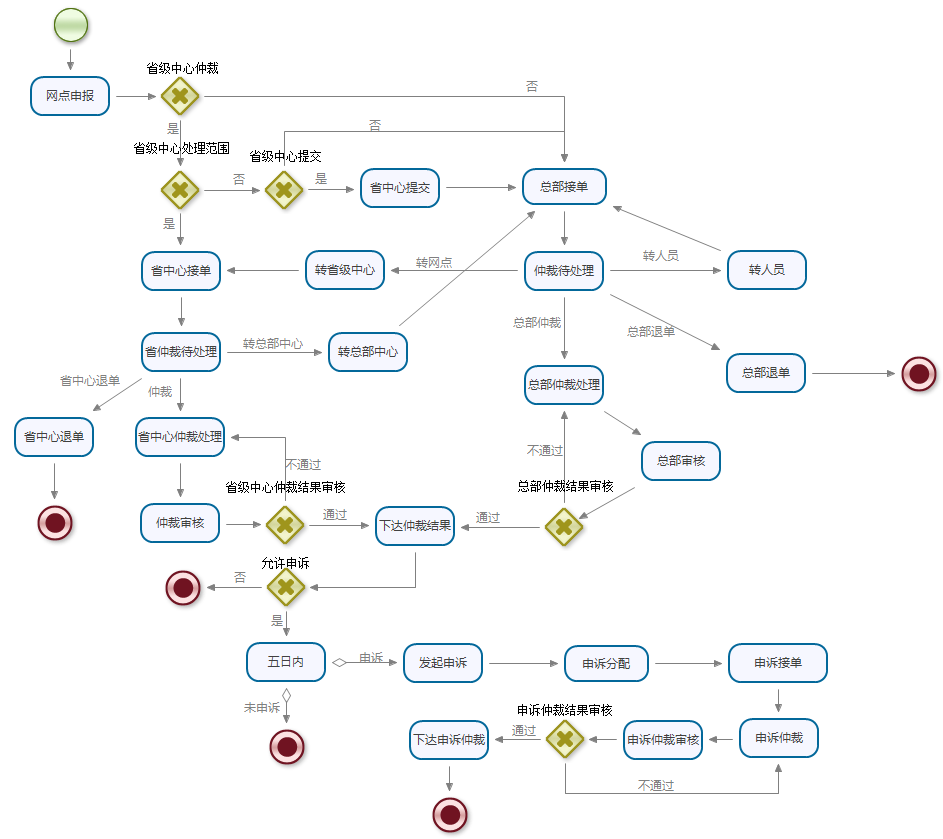 省级中心仲裁
否
网点申报
是
否
省级中心处理范围
省级中心提交
否
是
省中心提交
总部接单
是
省中心接单
转省级中心
转网点
仲裁待处理
转人员
转人员
总部仲裁
总部退单
省仲裁待处理
转总部中心
转总部中心
总部退单
省中心退单
仲裁
总部仲裁处理
省中心退单
省中心仲裁处理
不通过
不通过
总部审核
省级中心仲裁结果审核
总部仲裁结果审核
仲裁审核
通过
下达仲裁结果
通过
允许申诉
否
是
五日内
申诉
发起申诉
申诉分配
申诉接单
未申诉
申诉仲裁结果审核
下达申诉仲裁
通过
申诉仲裁审核
申诉仲裁
不通过